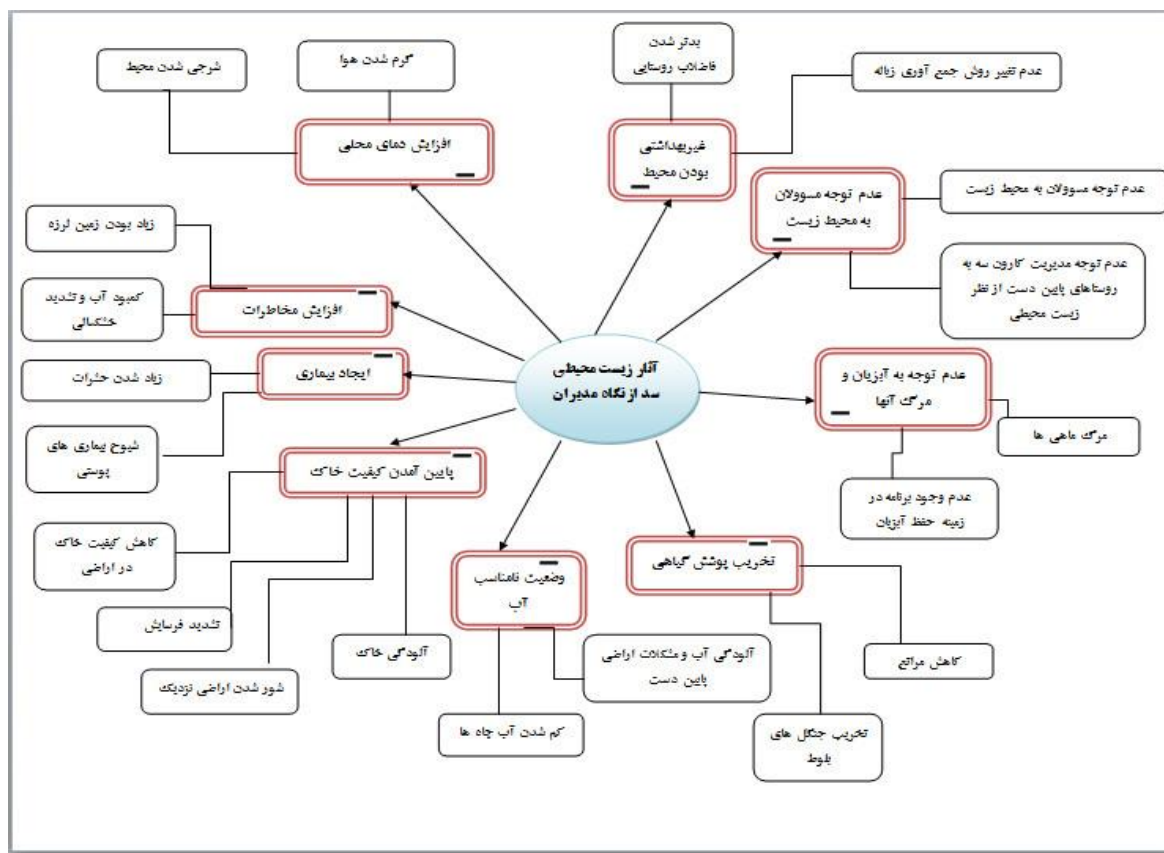 شرجی شدن محیط
گرم شدن هوا
افزایش دمای محلی
بدتر شدن
فاضلاب روستایی
عدم تغییر روش جمع آوری زباله
غیربهداشتی
بودن محیط
عدم توجه مسوولان
به محیط زیست
عدم توجه مسوولان به محیط زیست
عدم توجه مدیریت کارون سه به
روستاهای پایین دست از نظر
زیست محیطی
زیاد بودن زمین لرزه
افزایش مخاطرات
کمبود آب و تشدید
خشکسالی
ایجاد بیماری
زیاد شدن حشرات
شیوح بیماری های
پوستی
آثار زیست محیطی
سد از نگاه مدیران
عدم توجه به آبزیان و
مرگ آنها
مرگ ماهی ها
عدم وجود برنامه در
زمینه حفظ آبزیان
پایین آمدن کیفیت خاک
کاهش کیفیت خاک
در اراضی
تشدید فرسایش
شور شدن اراضی نزدیک
آلودگی خاک
وضعیت نامناسب
آب
آلودگی آب و مشکلات اراضی
پایین دست
کم شدن آب چاه ها
تخریب پوشش گیاهی
کاهش مراتع
تخریب جنگل های
بلوط